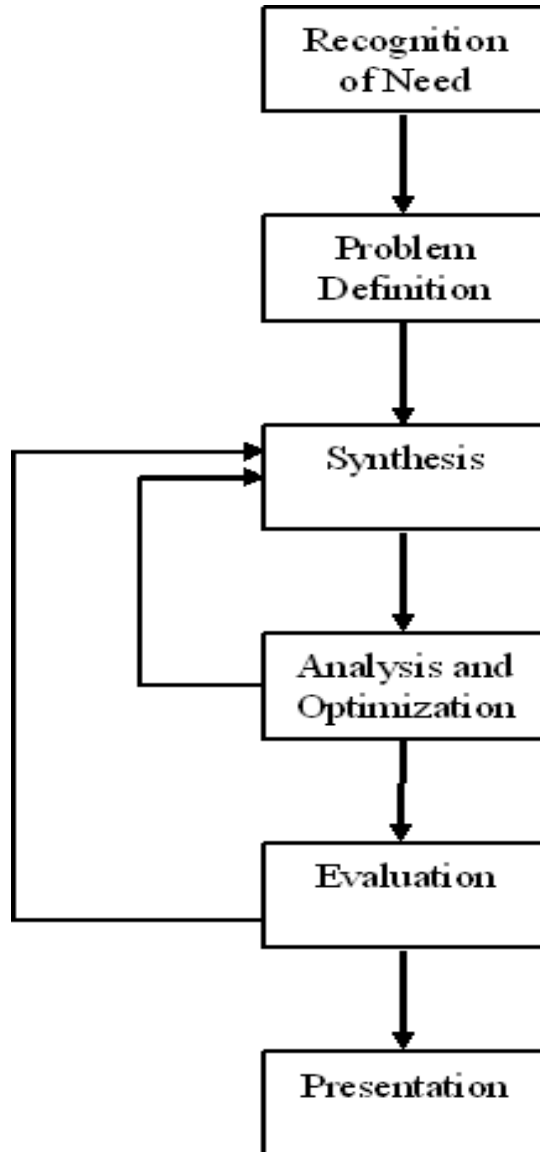 Recognition
of Need
Problem
Definition
Synthesis
Analysis and
Optimization
Evaluation
Presentation